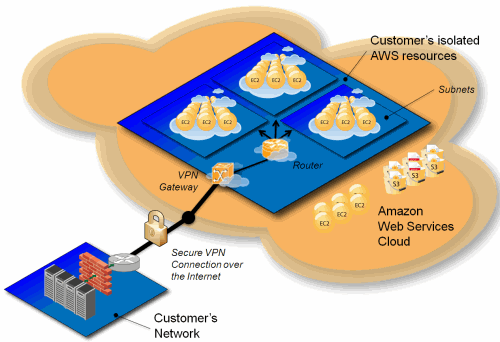 Customer's isolated
AWS resources
Subnets
EC2 EC2 EC2
EC2 EC2 EC2
EC2 EC2 EC2
Router
VPN
Gateway
S3 S3 S3
EC2 EC2 EC2
Amazon
Web Services
Cloud
Secure VPN
Connection over
the Internet
Customer's
Network